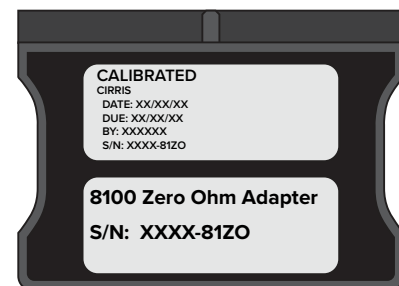 CALIBRATED
CIRRIS
DATE: XX/XX/XX
DUE: XX/XX/XX
BY: XXXXXX
S/N: XXXX-81ZO
8100 Zero Ohm Adapter
S/N: XXXX-81ZO